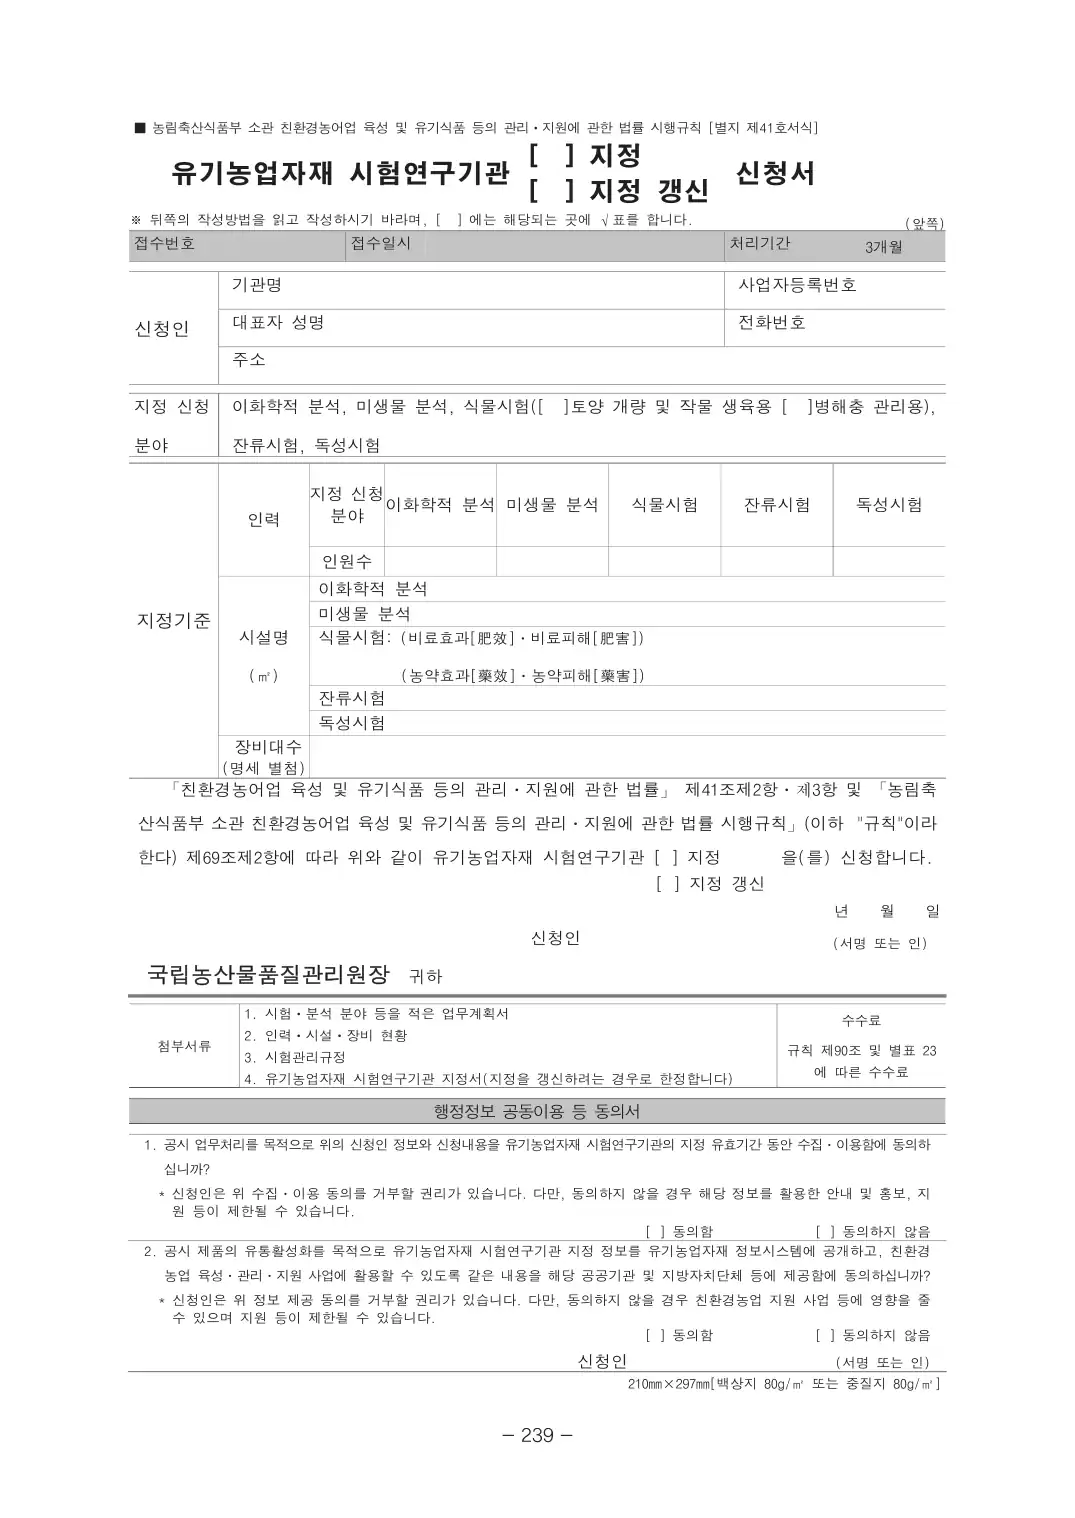 ■ 농림축산식품부 소관 친환경농어업 육성 및 유기식품 등의 관리·지원에 관한 법률 시행규칙 [별지 제41호서식]
유기농업자재 시험연구기관 [ ] 지정 신청서
[ ] 지정 갱신
※ 뒤쪽의 작성방법을 읽고 작성하시기 바라며, [ ] 에는 해당되는 곳에 √표를 합니다. (앞쪽)
접수번호 접수일시 처리기간 3개월
신청인
기관명 사업자등록번호
대표자 성명 전화번호
주소
지정 신청 이화학적 분석, 미생물 분석, 식물시험([ ]토양 개량 및 작물 생육용 [ ]병해충 관리용),
분야 잔류시험, 독성시험
지정기준
인력
지정 신청
분야
이화학적 분석 미생물 분석 식물시험 잔류시험 독성시험
인원수
시설명
(㎡)
이화학적 분석
미생물 분석
식물시험: (비료효과[肥效]·비료피해[肥害])
(농약효과[藥效]·농약피해[藥害])
잔류시험
독성시험
장비대수
(명세 별첨)
「친환경농어업 육성 및 유기식품 등의 관리·지원에 관한 법률」 제41조제2항·제3항 및 「농림축
산식품부 소관 친환경농어업 육성 및 유기식품 등의 관리·지원에 관한 법률 시행규칙」(이하 "규칙"이라
한다) 제69조제2항에 따라 위와 같이 유기농업자재 시험연구기관 [ ] 지정 을(를) 신청합니다.
[ ] 지정 갱신
년 월 일
신청인 (서명 또는 인)
국립농산물품질관리원장 귀하
첨부서류
1. 시험·분석 분야 등을 적은 업무계획서
2. 인력·시설·장비 현황
3. 시험관리규정
4. 유기농업자재 시험연구기관 지정서(지정을 갱신하려는 경우로 한정합니다)
수수료
규칙 제90조 및 별표 23
에 따른 수수료
행정정보 공동이용 등 동의서
1. 공시 업무처리를 목적으로 위의 신청인 정보와 신청내용을 유기농업자재 시험연구기관의 지정 유효기간 동안 수집·이용함에 동의하
십니까?
* 신청인은 위 수집·이용 동의를 거부할 권리가 있습니다. 다만, 동의하지 않을 경우 해당 정보를 활용한 안내 및 홍보, 지
원 등이 제한될 수 있습니다.
[ ] 동의함 [ ] 동의하지 않음
2. 공시 제품의 유통활성화를 목적으로 유기농업자재 시험연구기관 지정 정보를 유기농업자재 정보시스템에 공개하고, 친환경
농업 육성·관리·지원 사업에 활용할 수 있도록 같은 내용을 해당 공공기관 및 지방자치단체 등에 제공함에 동의하십니까?
* 신청인은 위 정보 제공 동의를 거부할 권리가 있습니다. 다만, 동의하지 않을 경우 친환경농업 지원 사업 등에 영향을 줄
수 있으며 지원 등이 제한될 수 있습니다.
[ ] 동의함 [ ] 동의하지 않음
신청인 (서명 또는 인)
210㎜×297㎜[백상지 80g/㎡ 또는 중질지 80g/㎡]
- 239 -